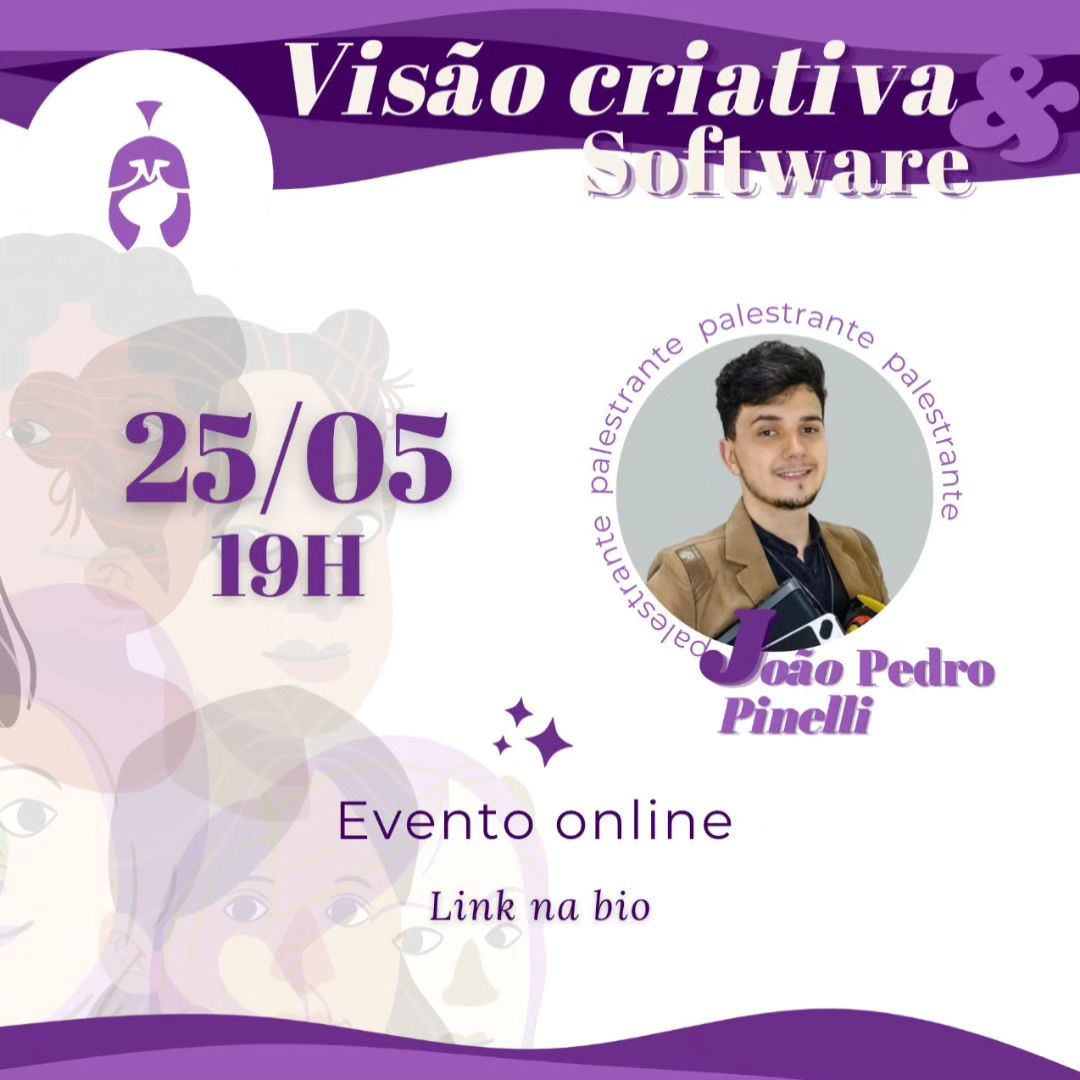 Visão criativa &
Software
palestrante palestrante palestrante palestrante
25/05
19H
João Pedro
Pinelli
Evento online
Link na bio